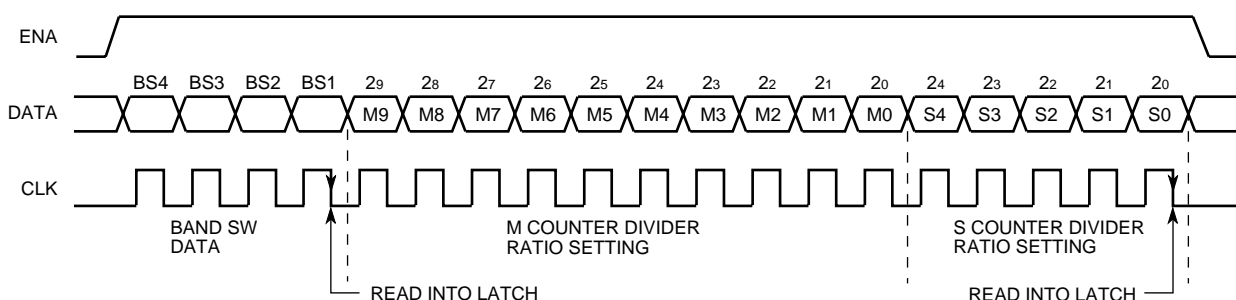 ENA
BS4 BS3 BS2 BS1 29 28 27 26 25 24 23 22 21 20 24 23 22 21 20
DATA M9 M8 M7 M6 M5 M4 M3 M2 M1 M0 S4 S3 S2 S1 S0
CLK
BAND SW
DATA
M COUNTER DIVIDER
RATIO SETTING
S COUNTER DIVIDER
RATIO SETTING
READ INTO LATCH
READ INTO LATCH